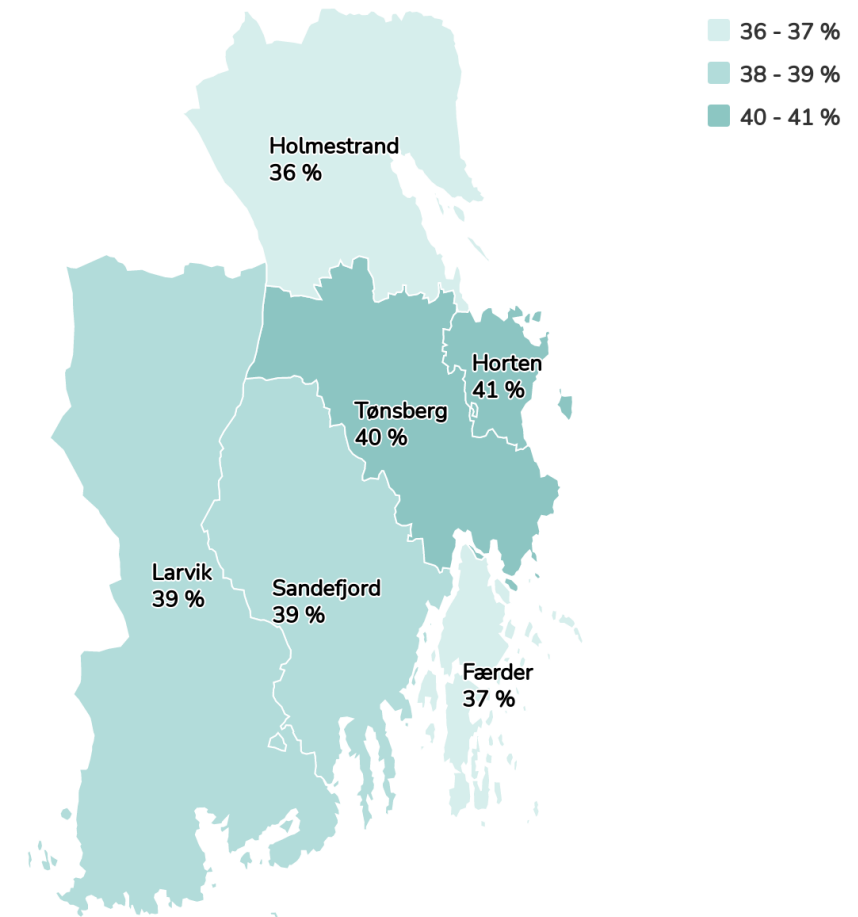 36 - 37 %
38 - 39 %
40 - 41 %
Holmestrand
36 %
Horten
41 %
Tønsberg
40 %
Larvik
39 %
Sandefjord
39 %
Færder
37 %